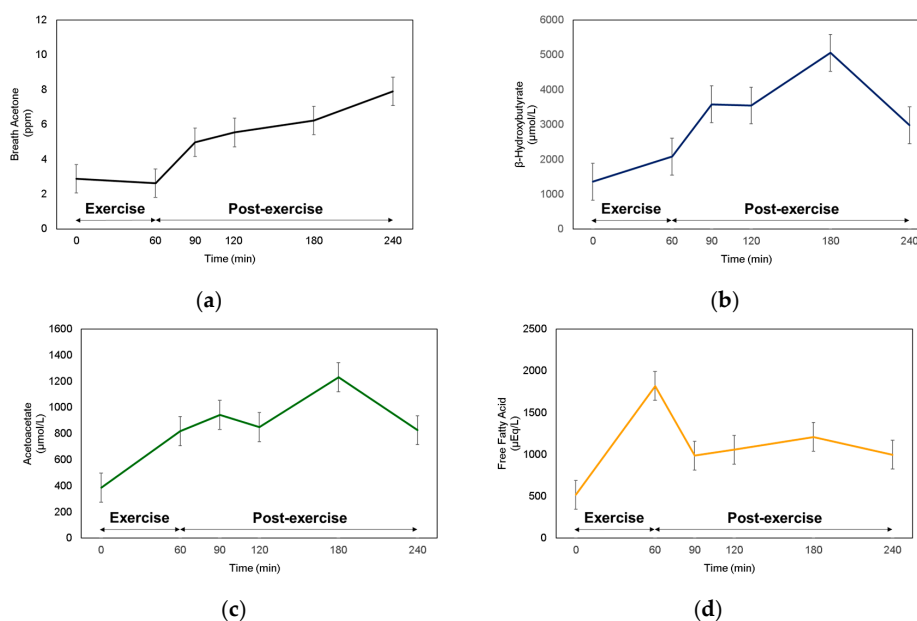 12
10
8
6
4
2
0
Breath Acetone
(ppm)
Exercise
Post-exercise
0 60 90 120 180 240
Time (min)
(a)
6000
5000
4000
3000
2000
1000
0
β-Hydroxybutyrate
(µmol/L)
Exercise
Post-exercise
0 60 90 120 180 240
Time (min)
(b)
1600
1400
1200
1000
800
600
400
200
0
Acetoacetate
(µmol/L)
Exercise
Post-exercise
0 60 90 120 180 240
Time (min)
(c)
2500
2000
1500
1000
500
0
Free Fatty Acid
(µEq/L)
Exercise
Post-exercise
0 60 90 120 180 240
Time (min)
(d)